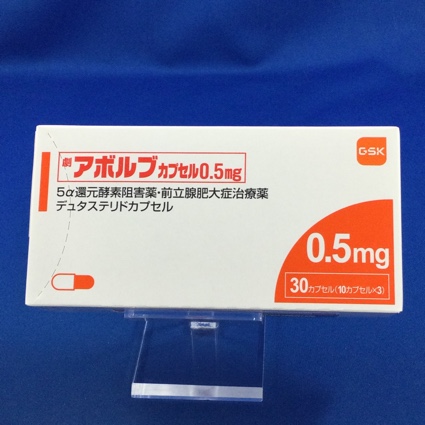 劇 アボルブカプセル0.5mg
GSK
5α還元酵素阻害薬・前立腺肥大症治療薬
デュタステリドカプセル
0.5mg
30カプセル(10カプセル×3)